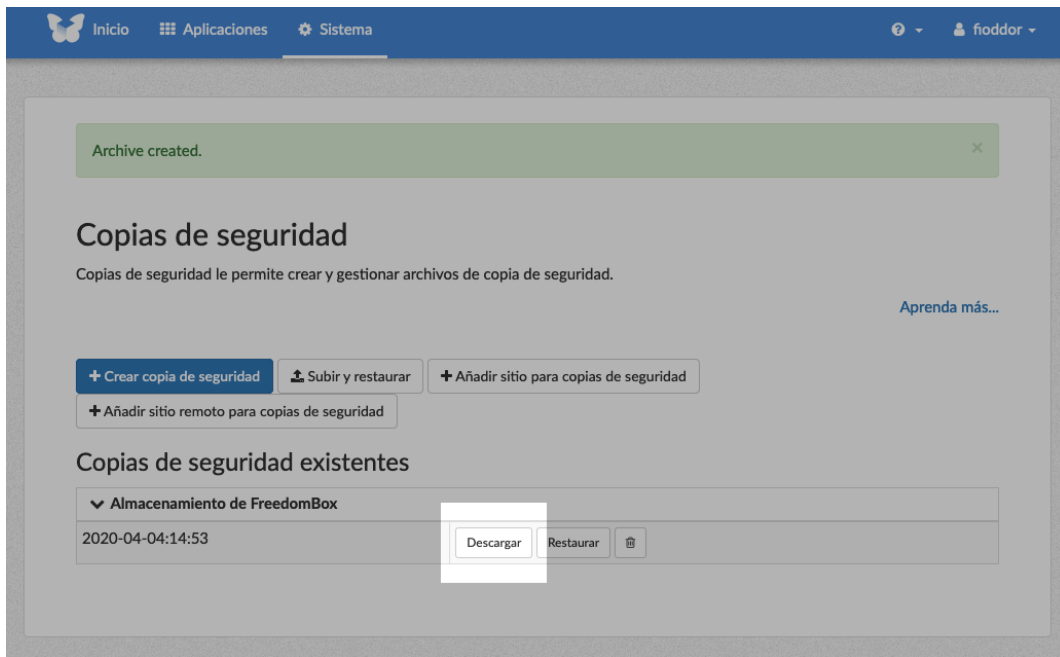 Inicio Aplicaciones Sistema fioddor
Archive created.
Copias de seguridad
Copias de seguridad le permite crear y gestionar archivos de copia de seguridad.
Aprenda más...
Crear copia de seguridad Subir y restaurar Añadir sitio para copias de seguridad
Añadir sitio remoto para copias de seguridad
Copias de seguridad existentes
Almacenamiento de FreedomBox
2020-04-04:14:53 Descargar Restaurar